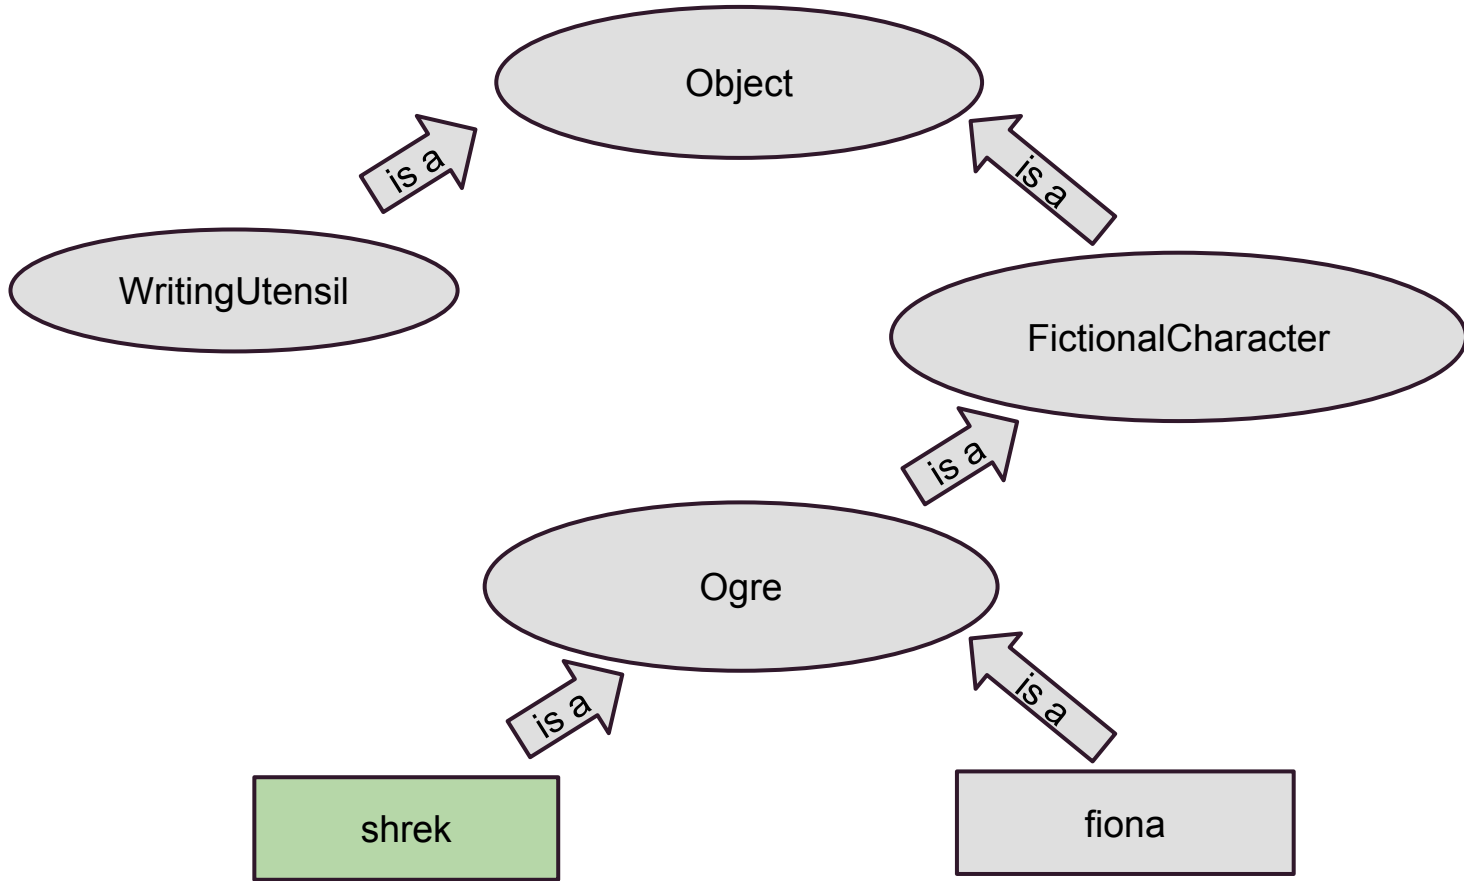 Object
is a
is a
WritingUtensil
FictionalCharacter
is a
Ogre
is a
is a
shrek
fiona